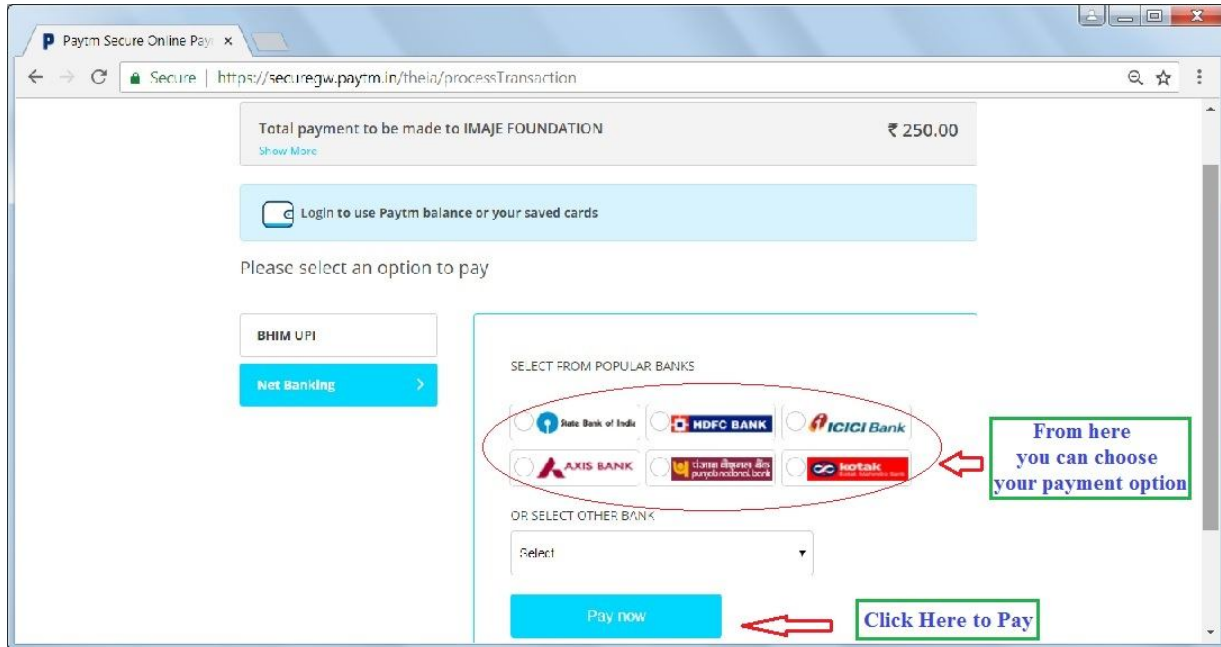 Paytm Secure Online Pay
Secure | https://securegw.paytm.in/theia/processTransaction
Total payment to be made to IMAJE FOUNDATION
₹ 250.00
Show More
Login to use Paytm balance or your saved cards
Please select an option to pay
BHIM UPI
Net Banking
SELECT FROM POPULAR BANKS
State Bank of India
HDFC BANK
ICICI Bank
AXIS BANK
punjab national bank
kotak
Kotak Mahindra Bank
From here
you can choose
your payment option
OR SELECT OTHER BANK
Select
Pay now
Click Here to Pay